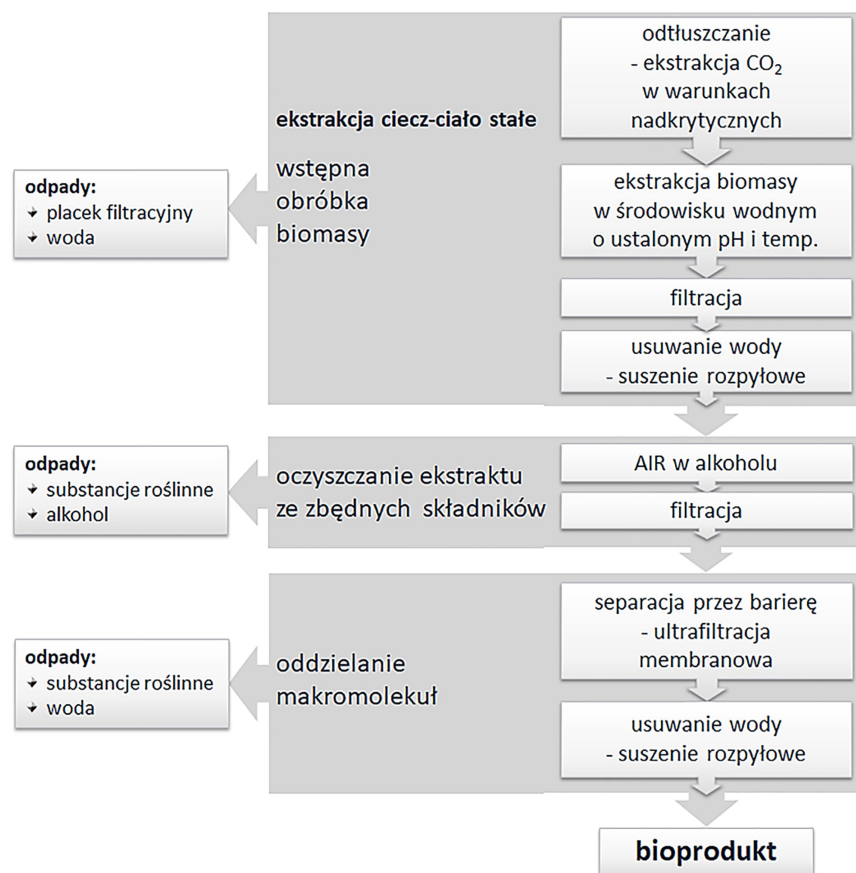 odtłuszczanie
- ekstrakcja CO₂
w warunkach
nadkrytycznych
ekstrakcja ciecz-ciało stałe
wstępna
obróbka
biomasy
odpady:
placek filtracyjny
woda
ekstrakcja biomasy
w środowisku wodnym
o ustalonym pH i temp.
filtracja
usuwanie wody
- suszenie rozpyłowe
odpady:
substancje roślinne
alkohol
oczyszczanie ekstraktu
ze zbędnych składników
AIR w alkoholu
filtracja
separacja przez barierę
- ultrafiltracja
membranowa
odpady:
substancje roślinne
woda
oddzielanie
makromolekuł
usuwanie wody
- suszenie rozpyłowe
bioprodukt